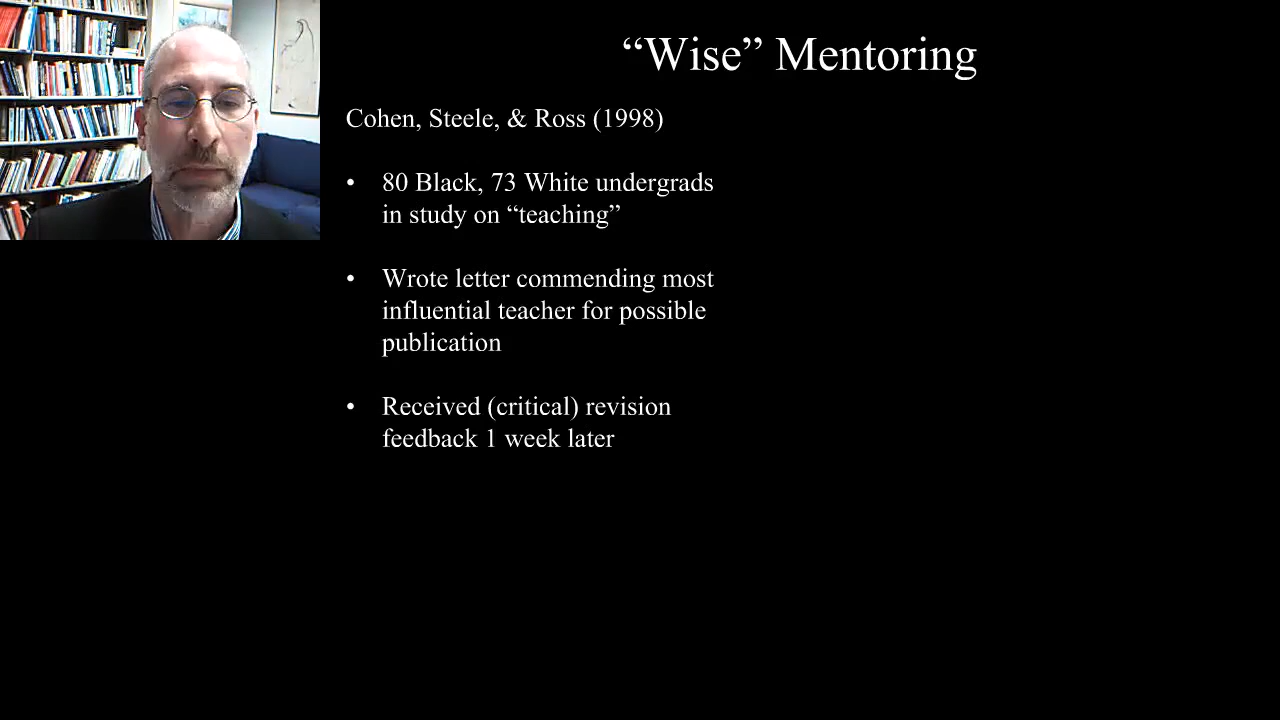 “Wise” Mentoring
Cohen, Steele, & Ross (1998)
• 80 Black, 73 White undergrads
in study on “teaching”
• Wrote letter commending most
influential teacher for possible
publication
• Received (critical) revision
feedback 1 week later